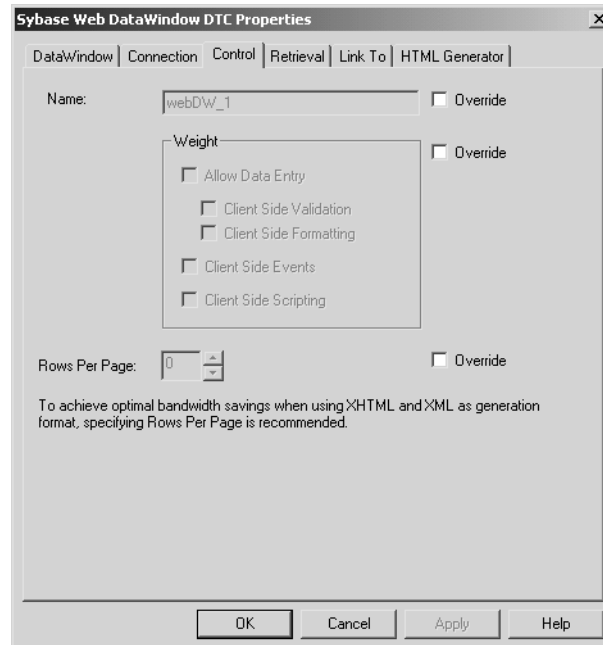 Sybase Web DataWindow DTC Properties
DataWindow Connection Control Retrieval Link To HTML Generator
Name: webDW_1 Override
Weight Override
Allow Data Entry
Client Side Validation
Client Side Formatting
Client Side Events
Client Side Scripting
Rows Per Page: 0 Override
To achieve optimal bandwidth savings when using XHTML and XML as generation
format, specifying Rows Per Page is recommended.
OK Cancel Apply Help